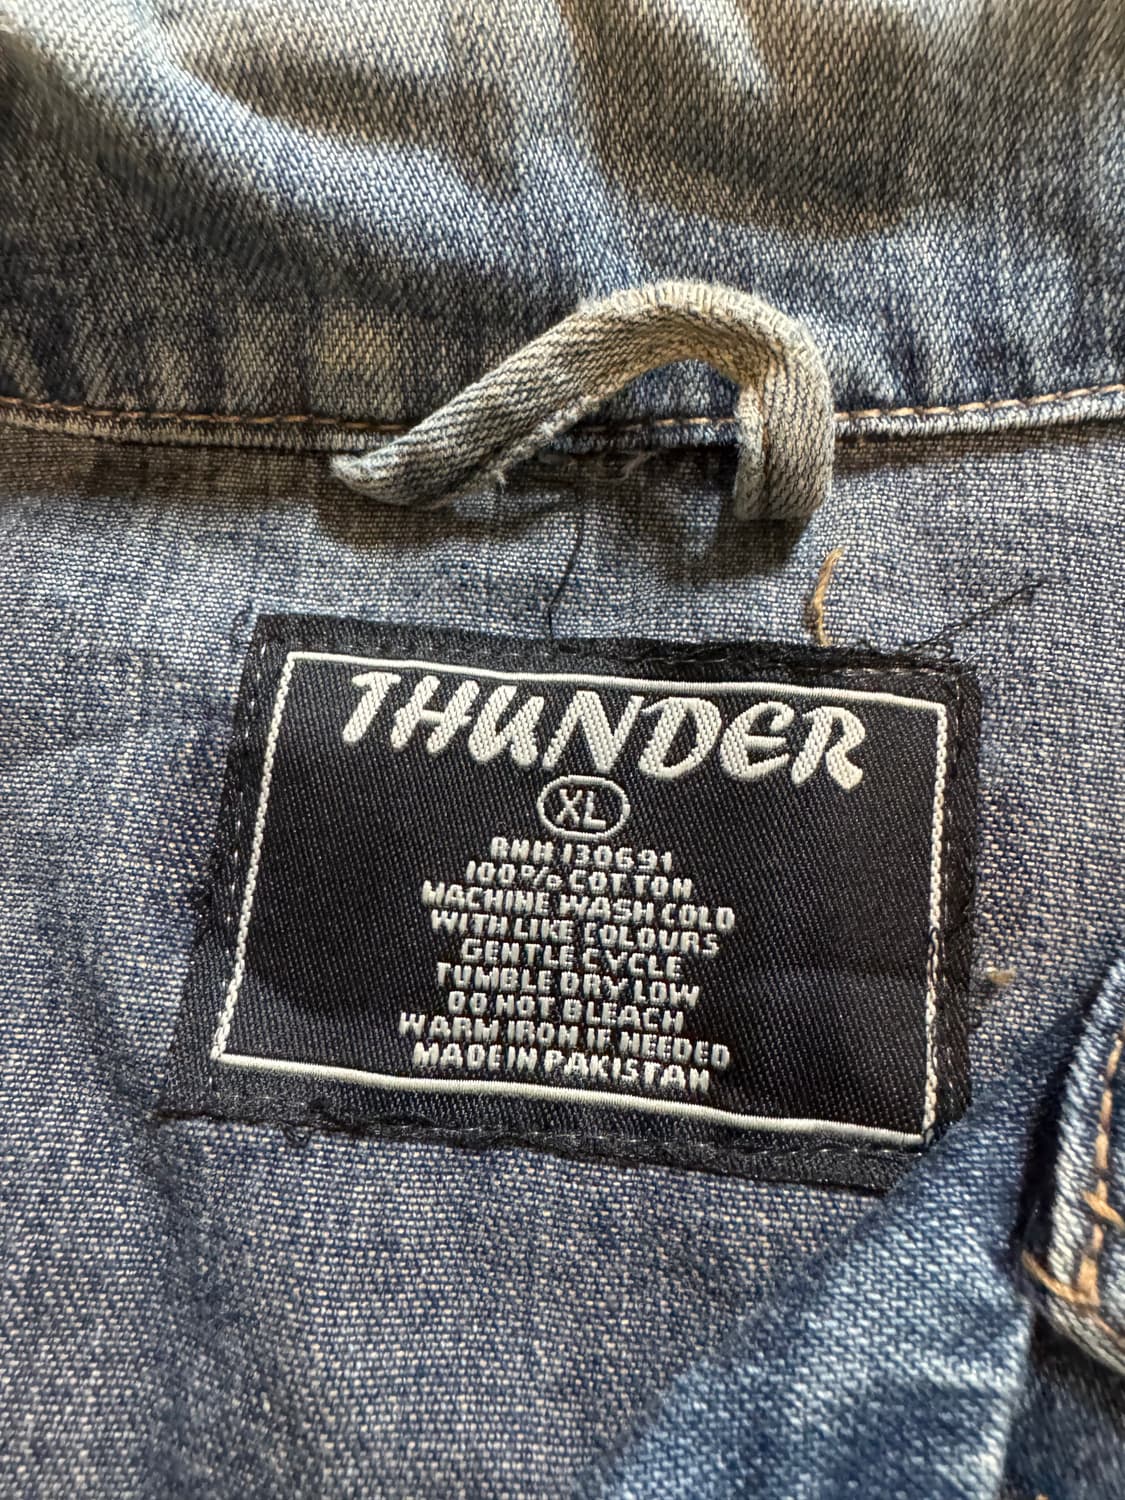 THUNDER
XL
RNH 130691
100% COTTON
MACHINE WASH COLD
WITH LIKE COLOURS
GENTLE CYCLE
TUMBLE DRY LOW
DO NOT BLEACH
WARM IRON IF NEEDED
MADE IN PAKISTAN